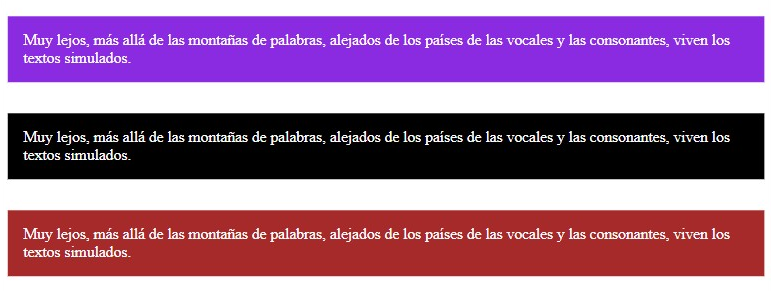 Muy lejos, más allá de las montañas de palabras, alejados de los países de las vocales y las consonantes, viven los
textos simulados.
Muy lejos, más allá de las montañas de palabras, alejados de los países de las vocales y las consonantes, viven los
textos simulados.
Muy lejos, más allá de las montañas de palabras, alejados de los países de las vocales y las consonantes, viven los
textos simulados.